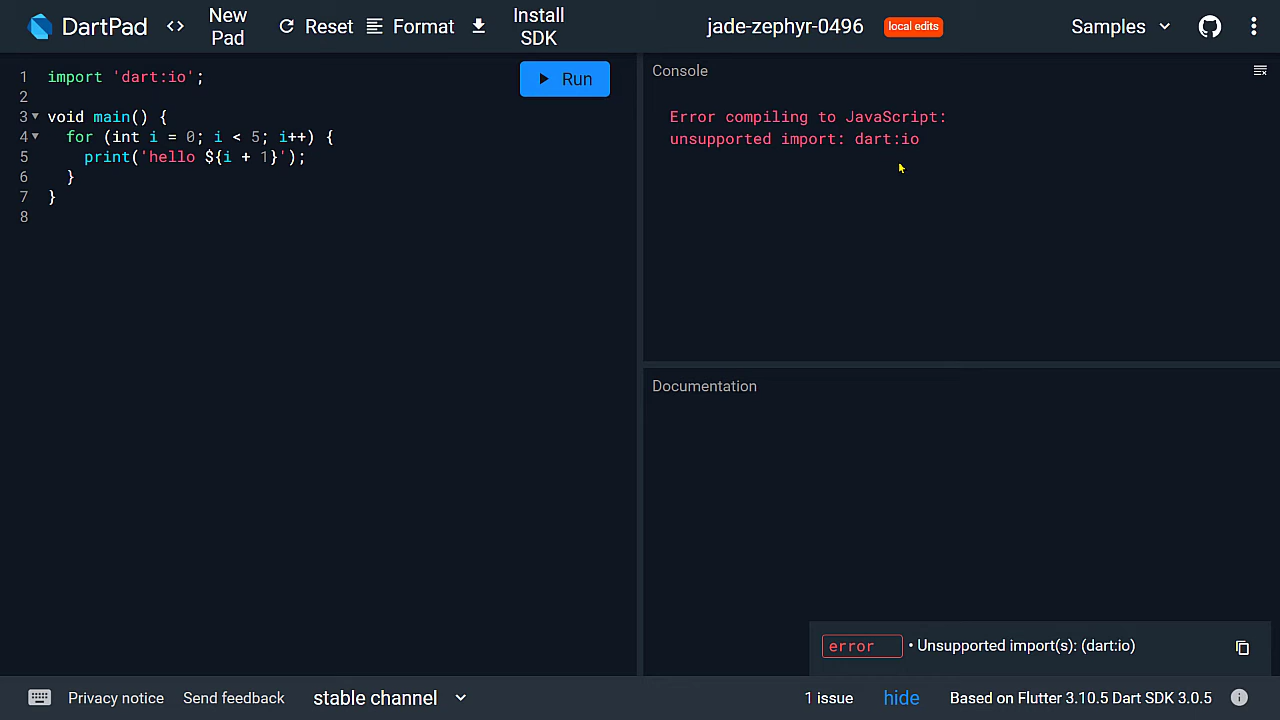 DartPad
<>
New
Pad
Reset
Format
Install
SDK
jade-zephyr-0496
local edits
Samples
1 import 'dart:io';
2
3 void main() {
4 for (int i = 0; i < 5; i++) {
5 print('hello ${i + 1}');
6 }
7 }
8
Run
Console
Error compiling to JavaScript:
unsupported import: dart:io
Documentation
error • Unsupported import(s): (dart:io)
Privacy notice
Send feedback
stable channel
1 issue
hide
Based on Flutter 3.10.5 Dart SDK 3.0.5